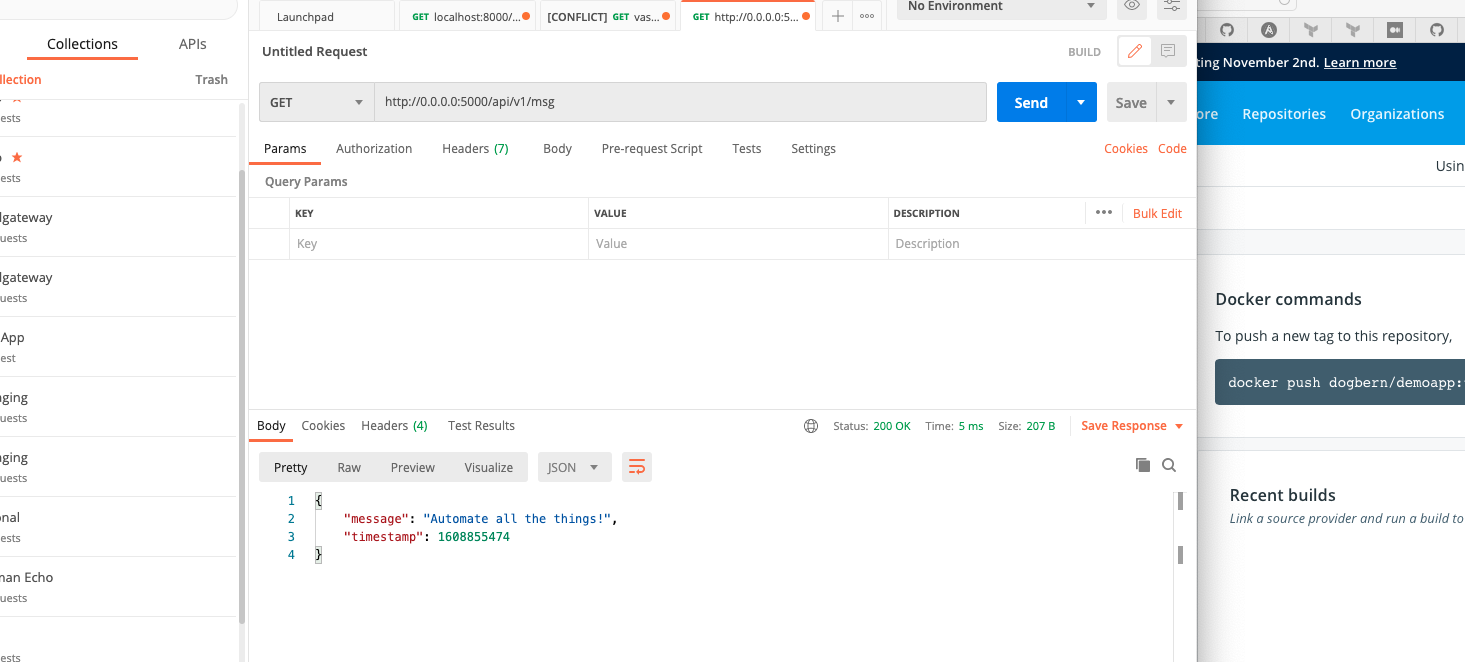 Launchpad
GET localhost:8000/...
[CONFLICT] GET vas...
GET http://0.0.0.0:5...
No Environment
Collections
APIs
llection
Trash
ests
ests
lgateway
uests
lgateway
uests
App
est
ging
uests
ging
uests
onal
ests
man Echo
uests
ests
Untitled Request
BUILD
GET
http://0.0.0.0:5000/api/v1/msg
Send
Save
Params Authorization Headers (7) Body Pre-request Script Tests Settings
Cookies Code
Query Params
KEY VALUE DESCRIPTION
Bulk Edit
Key Value Description
Body Cookies Headers (4) Test Results
Status: 200 OK Time: 5 ms Size: 207 B
Save Response
Pretty Raw Preview Visualize JSON
1 {
2 "message": "Automate all the things!",
3 "timestamp": 1608855474
4 }
ting November 2nd. Learn more
ore Repositories Organizations
Usin
Docker commands
To push a new tag to this repository,
docker push dogbern/demoapp:
Recent builds
Link a source provider and run a build to